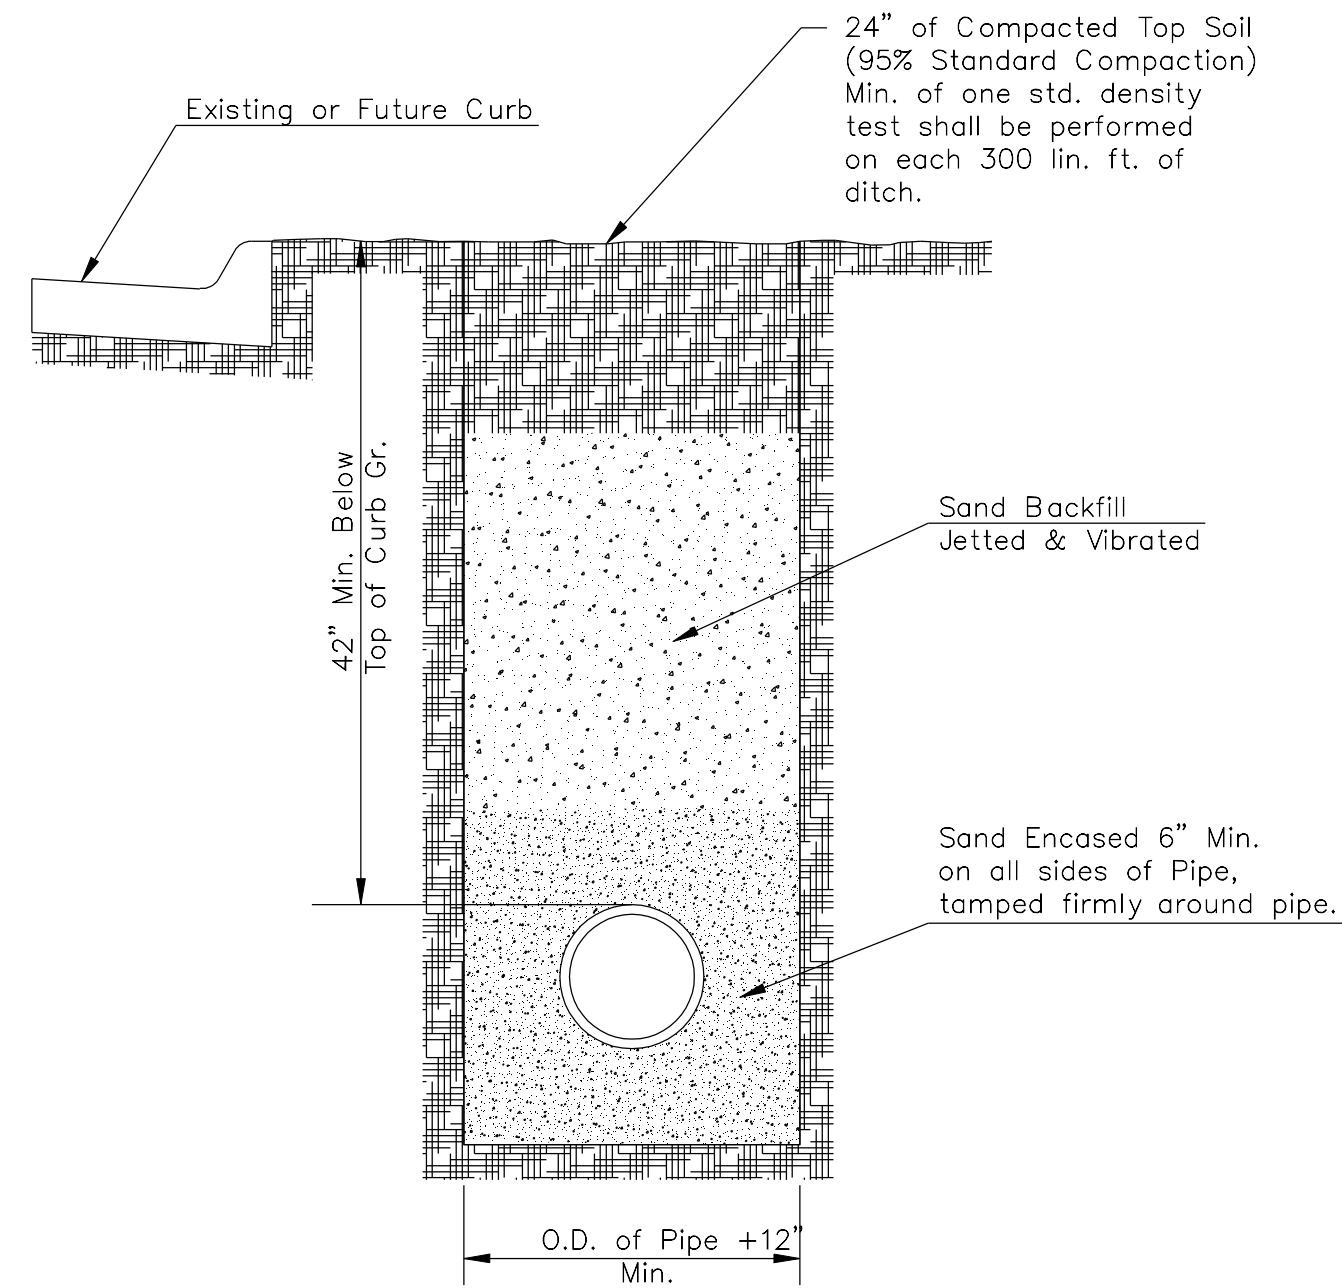 24" of Compacted Top Soil
(95% Standard Compaction)
Min. of one std. density
test shall be performed
on each 300 lin. ft. of
ditch.
Existing or Future Curb
42" Min. Below
Top of Curb Gr.
Sand Backfill
Jetted & Vibrated
Sand Encased 6" Min.
on all sides of Pipe,
tamped firmly around pipe.
O.D. of Pipe +12"
Min.